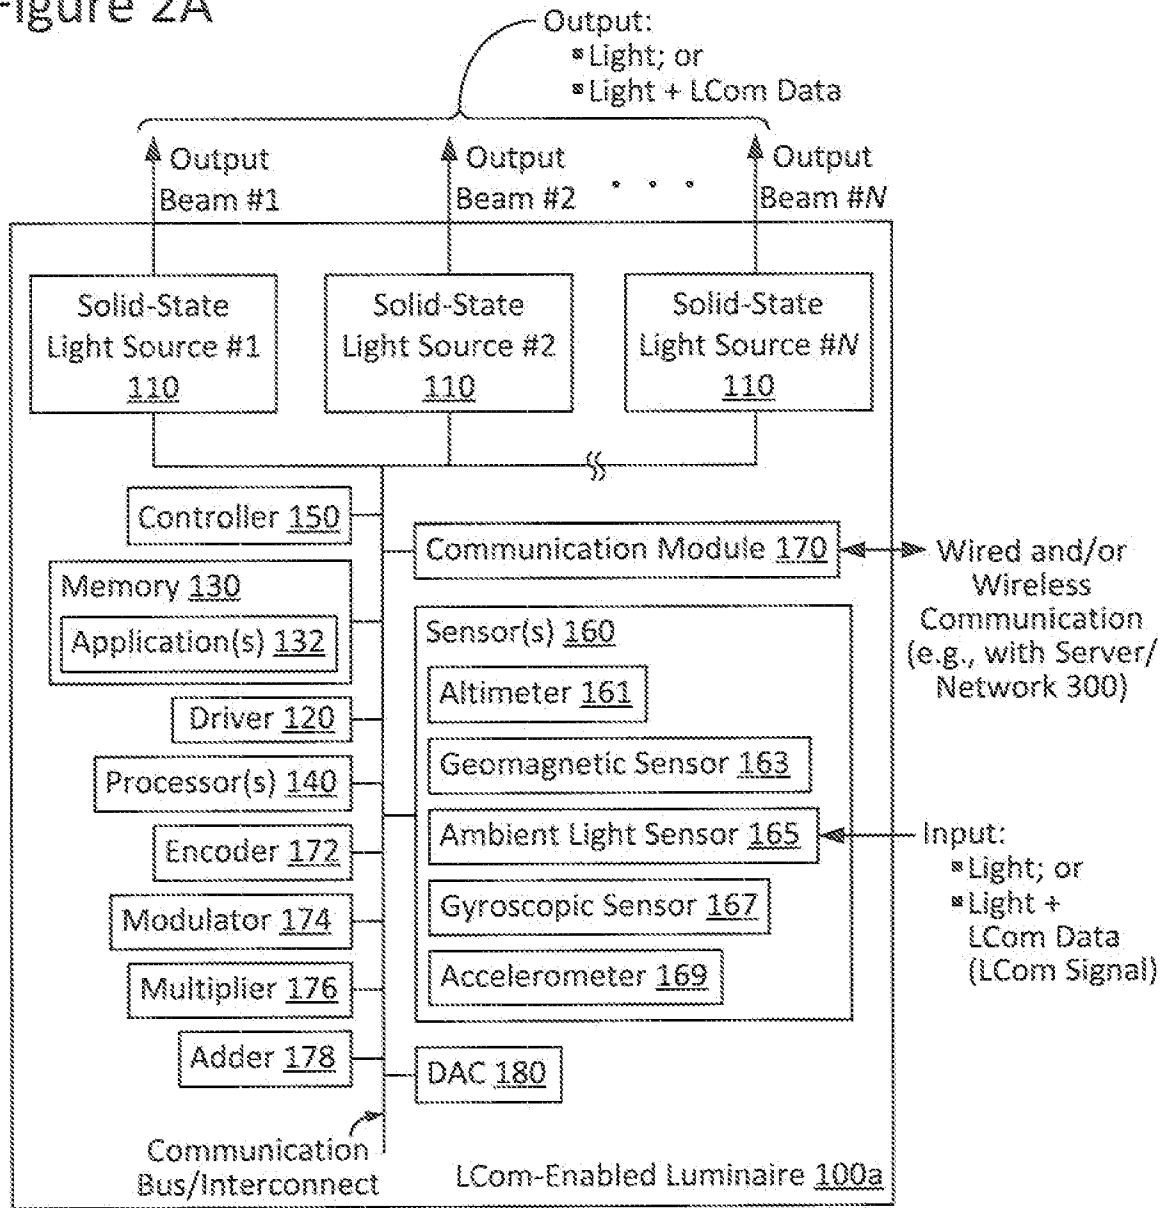 Figure 2A
Output:
▪Light; or
▪Light + LCom Data
Output
Beam #1
Output
Beam #2
. . .
Output
Beam #N
Solid-State
Light Source #1
110
Solid-State
Light Source #2
110
Solid-State
Light Source #N
110
Controller 150
Communication Module 170
Wired and/or
Wireless
Communication
(e.g., with Server/
Network 300)
Memory 130
Application(s) 132
Sensor(s) 160
Altimeter 161
Driver 120
Geomagnetic Sensor 163
Processor(s) 140
Ambient Light Sensor 165
Input:
▪Light; or
▪Light +
LCom Data
(LCom Signal)
Encoder 172
Gyroscopic Sensor 167
Modulator 174
Accelerometer 169
Multiplier 176
Adder 178
DAC 180
Communication
Bus/Interconnect
LCom-Enabled Luminaire 100a